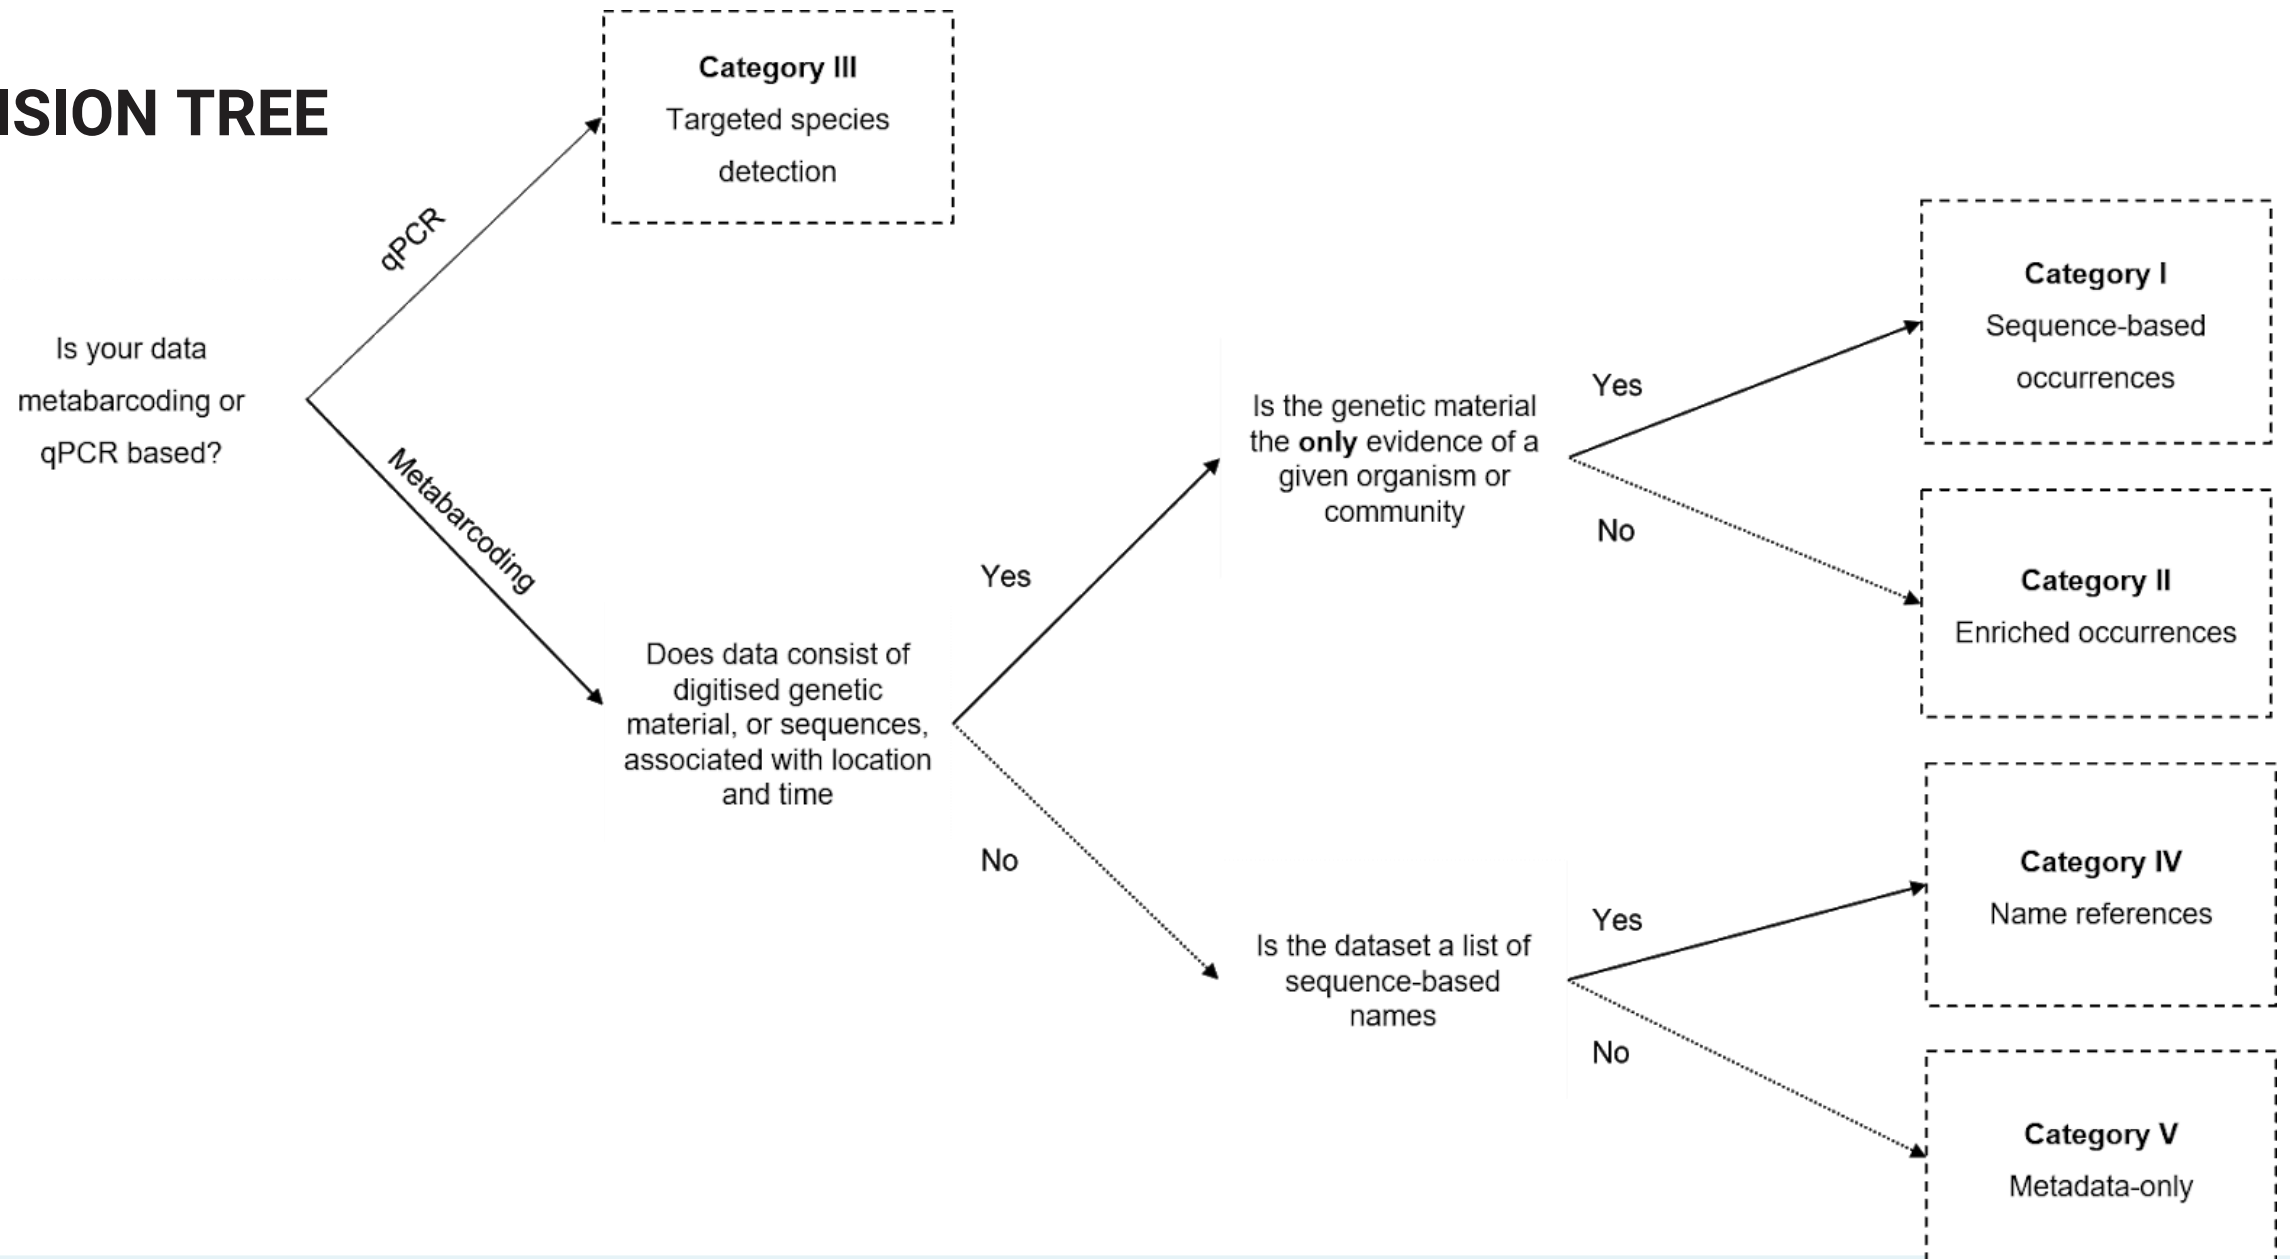 ISION TREE
Category III
Targeted species
detection
qPCR
Is your data
metabarcoding or
qPCR based?
Metabarcoding
Does data consist of
digitised genetic
material, or sequences,
associated with location
and time
Yes
No
Is the genetic material
the only evidence of a
given organism or
community
Yes
No
Category I
Sequence-based
occurrences
Category II
Enriched occurrences
Is the dataset a list of
sequence-based
names
Yes
No
Category IV
Name references
Category V
Metadata-only